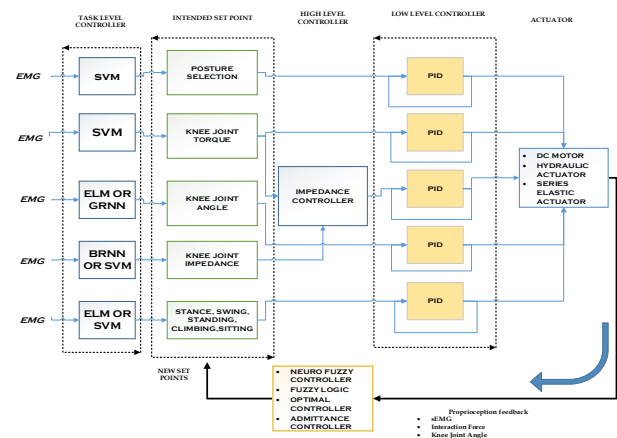 TASK LEVEL
CONTROLLER
INTENDED SET POINT
HIGH LEVEL
CONTROLLER
LOW LEVEL CONTROLLER
ACTUATOR
EMG
SVM
POSTURE
SELECTION
PID
EMG
SVM
KNEE JOINT
TORQUE
PID
EMG
ELM OR
GRNN
KNEE JOINT
ANGLE
IMPEDANCE
CONTROLLER
PID
• DC MOTOR
• HYDRAULIC
ACTUATOR
• SERIES
ELASTIC
ACTUATOR
EMG
BRNN
OR SVM
KNEE JOINT
IMPEDANCE
PID
EMG
ELM OR
SVM
STANCE, SWING,
STANDING,
CLIMBING,SITTING
PID
NEW SET
POINTS
• NEURO FUZZY
CONTROLLER
• FUZZY LOGIC
• OPTIMAL
CONTROLLER
• ADMITTANCE
CONTROLLER
Proprioception feedback
• sEMG
• Interaction Force
• Knee Joint Angle